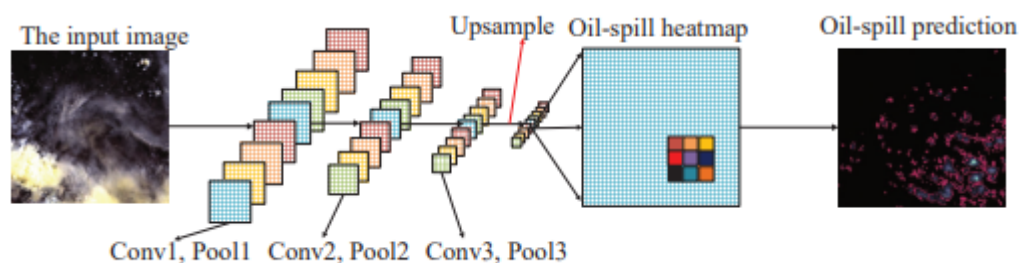 The input image
Upsample
Oil-spill heatmap
Oil-spill prediction
Conv1, Pool1
Conv2, Pool2
Conv3, Pool3